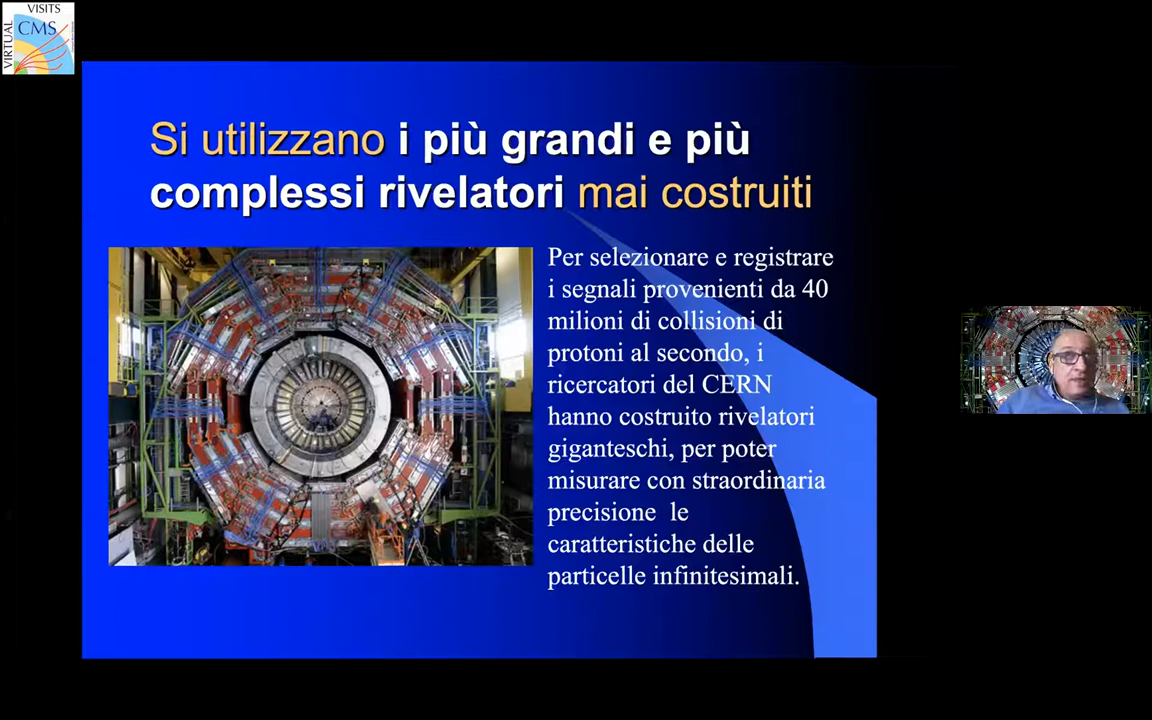 VISITS
CMS
VIRTUAL
Si utilizzano i più grandi e più
complessi rivelatori mai costruiti
Per selezionare e registrare
i segnali provenienti da 40
milioni di collisioni di
protoni al secondo, i
ricercatori del CERN
hanno costruito rivelatori
giganteschi, per poter
misurare con straordinaria
precisione le
caratteristiche delle
particelle infinitesimali.